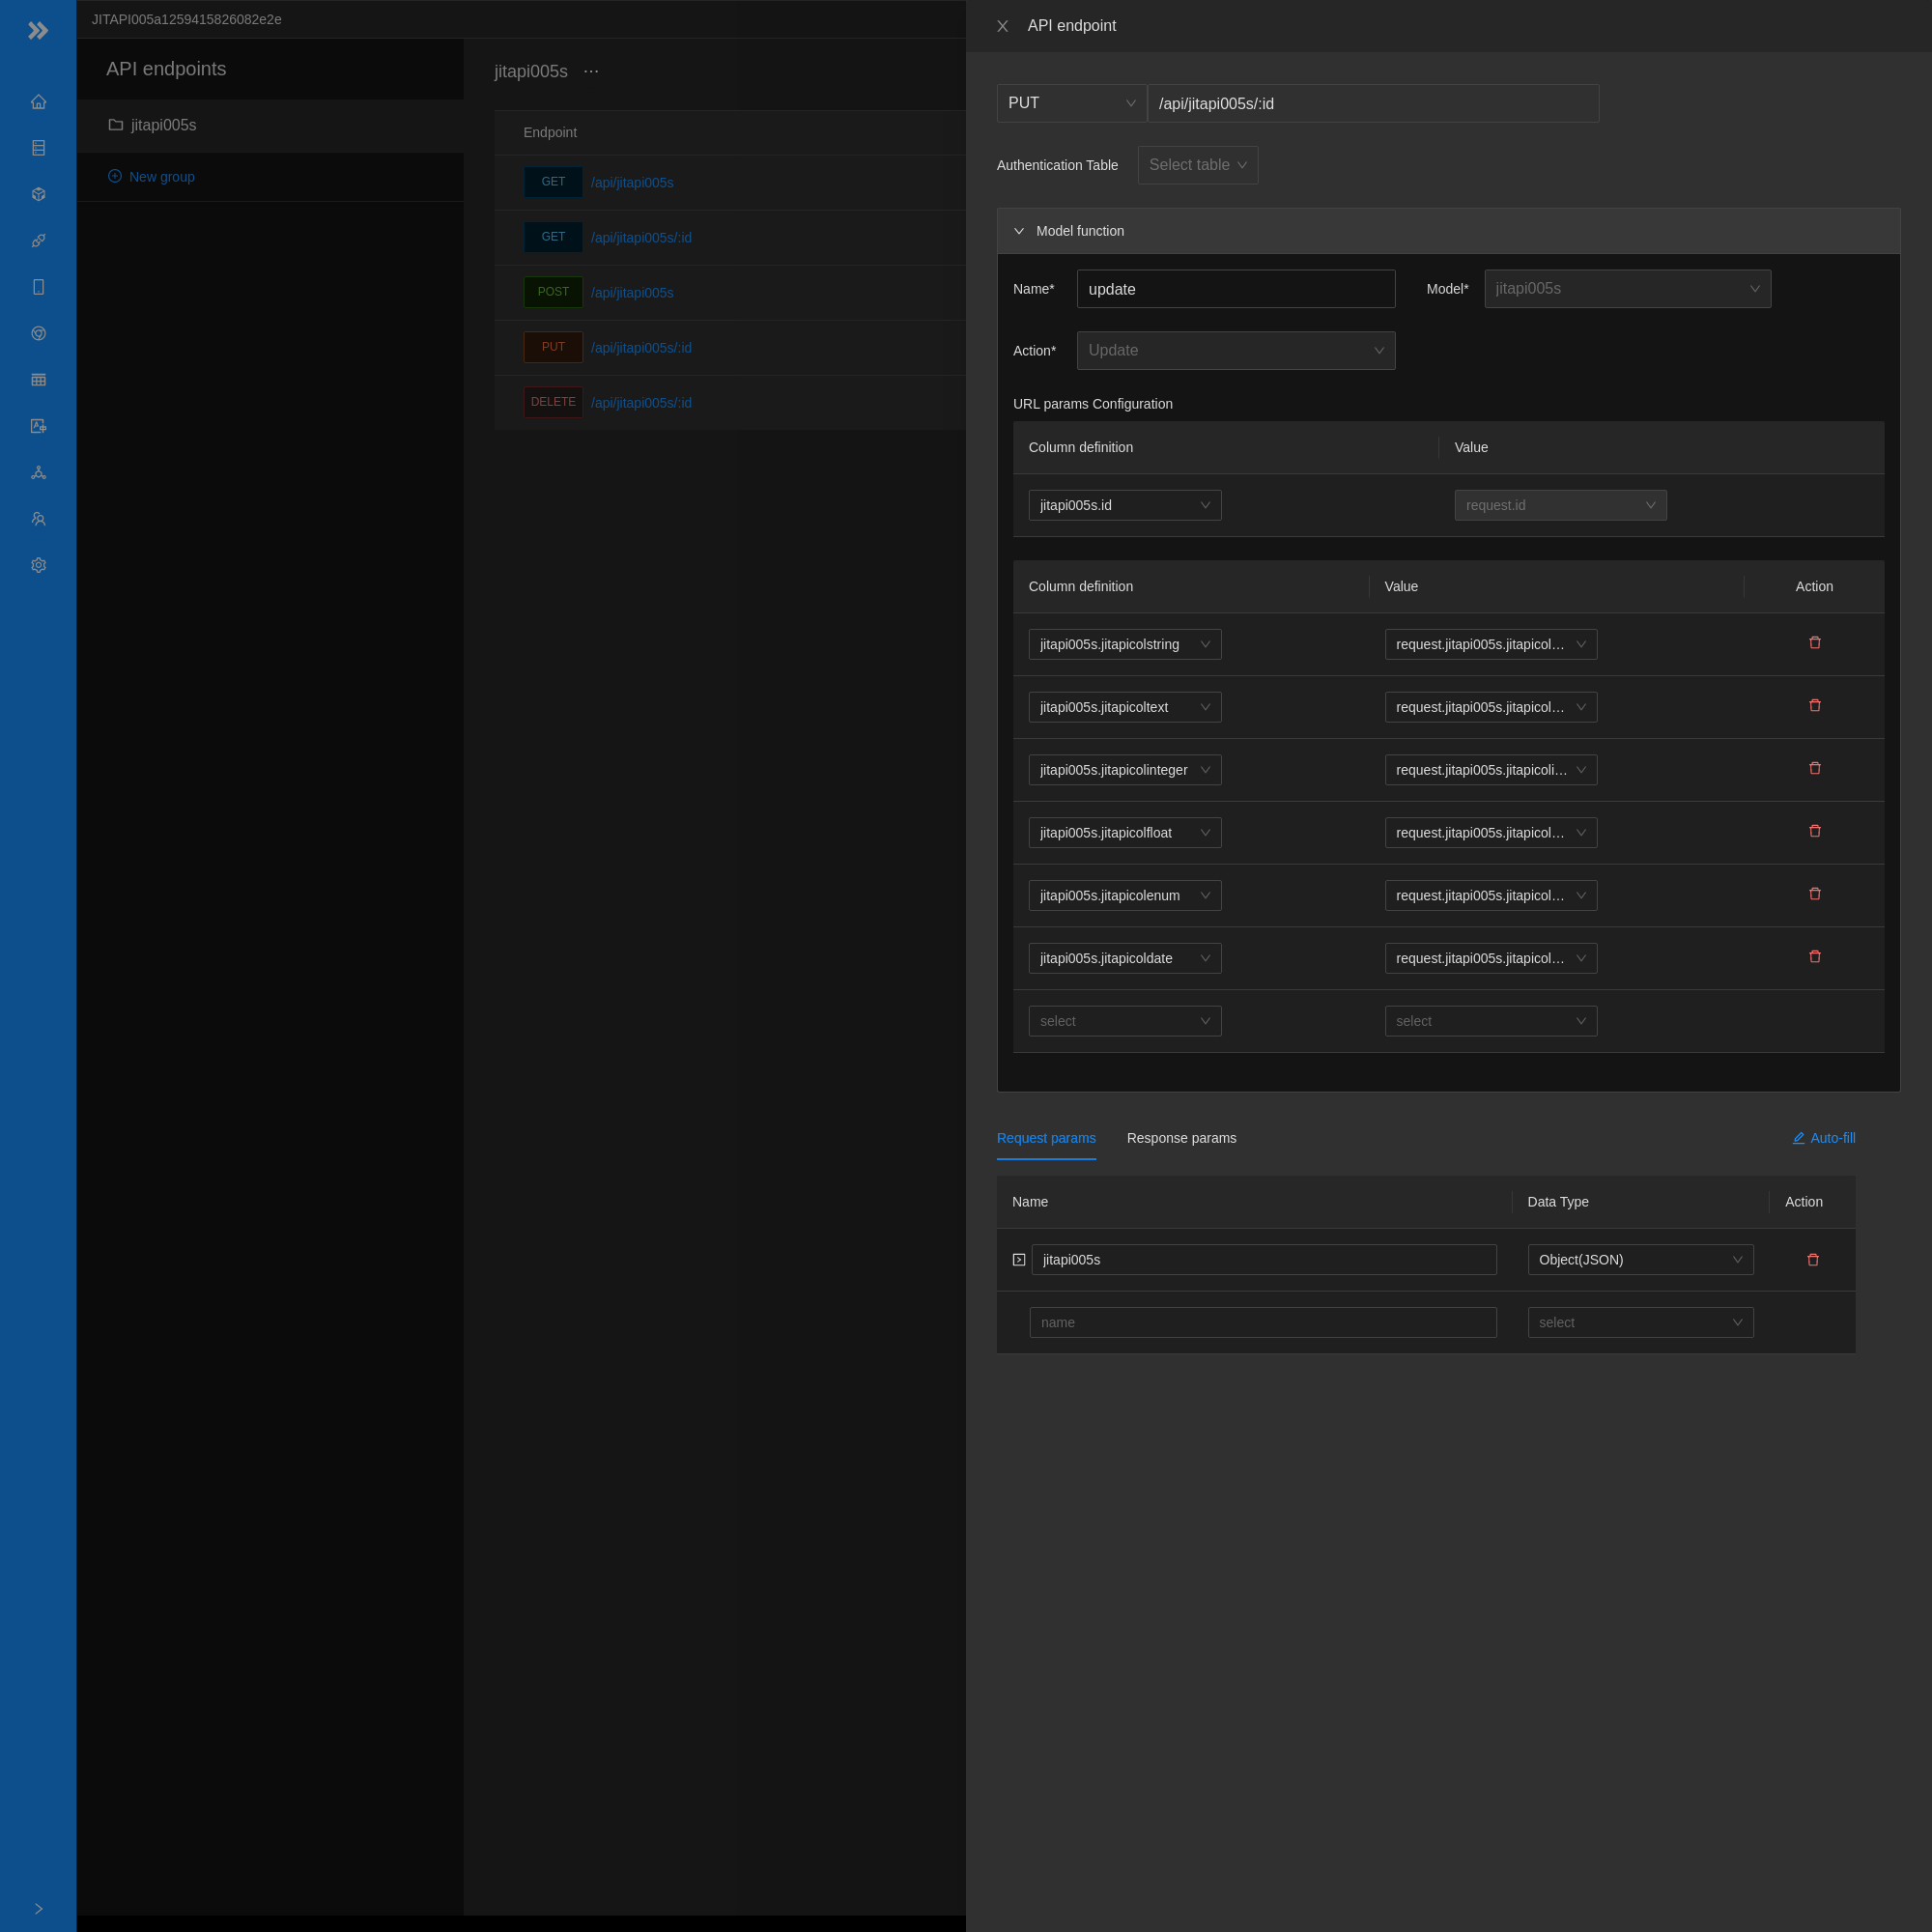 JITAPI005a1259415826082e2e
API endpoints
jitapi005s
New group
jitapi005s ···
Endpoint
GET /api/jitapi005s
GET /api/jitapi005s/:id
POST /api/jitapi005s
PUT /api/jitapi005s/:id
DELETE /api/jitapi005s/:id
API endpoint
PUT /api/jitapi005s/:id
Authentication Table Select table
Model function
Name* update Model* jitapi005s
Action* Update
URL params Configuration
Column definition Value
jitapi005s.id request.id
Column definition Value Action
jitapi005s.jitapicolstring request.jitapi005s.jitapicol…
jitapi005s.jitapicoltext request.jitapi005s.jitapicol…
jitapi005s.jitapicolinteger request.jitapi005s.jitapicoli…
jitapi005s.jitapicolfloat request.jitapi005s.jitapicol…
jitapi005s.jitapicolenum request.jitapi005s.jitapicol…
jitapi005s.jitapicoldate request.jitapi005s.jitapicol…
select select
Request params Response params Auto-fill
Name Data Type Action
jitapi005s Object(JSON)
name select